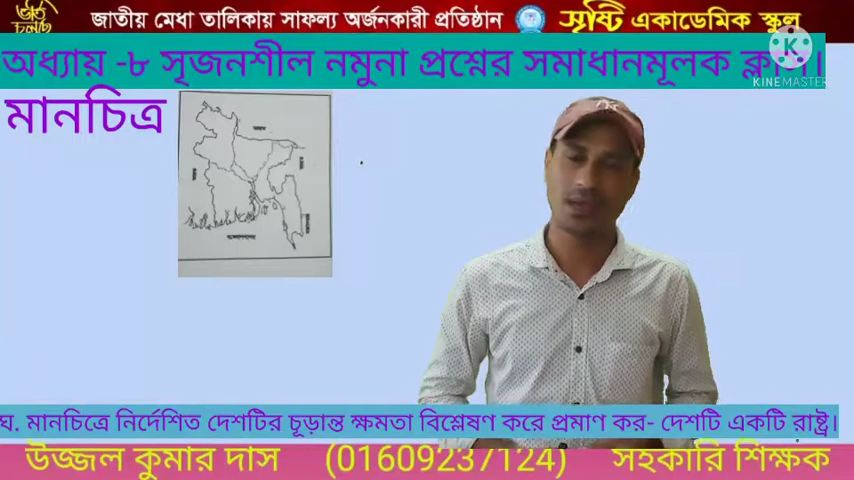 জাতীয় মেধা তালিকায় সাফল্য অর্জনকারী প্রতিষ্ঠান সৃষ্টি একাডেমিক স্কুল
অধ্যায় -৮ সৃজনশীল নমুনা প্রশ্নের সমাধানমূলক ক্লাস।
KINEMASTER
মানচিত্র
ঘ. মানচিত্রে নির্দেশিত দেশটির চূড়ান্ত ক্ষমতা বিশ্লেষণ করে প্রমাণ কর- দেশটি একটি রাষ্ট্র।
উজ্জল কুমার দাস (01609237124) সহকারি শিক্ষক